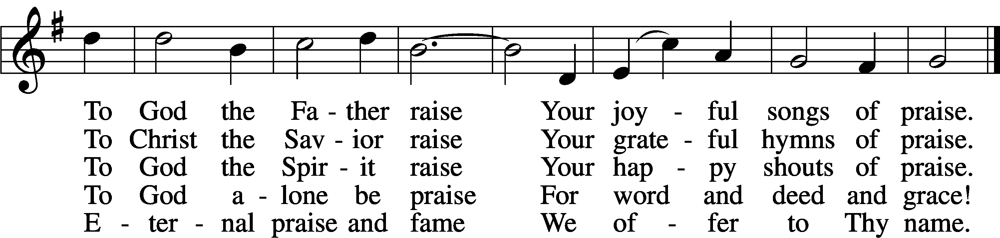 To God the Fa - ther raise Your joy - ful songs of praise.
To Christ the Sav - ior raise Your grate - ful hymns of praise.
To God the Spir - it raise Your hap - py shouts of praise.
To God a - lone be praise For word and deed and grace!
E - ter - nal praise and fame We of - fer to Thy name.